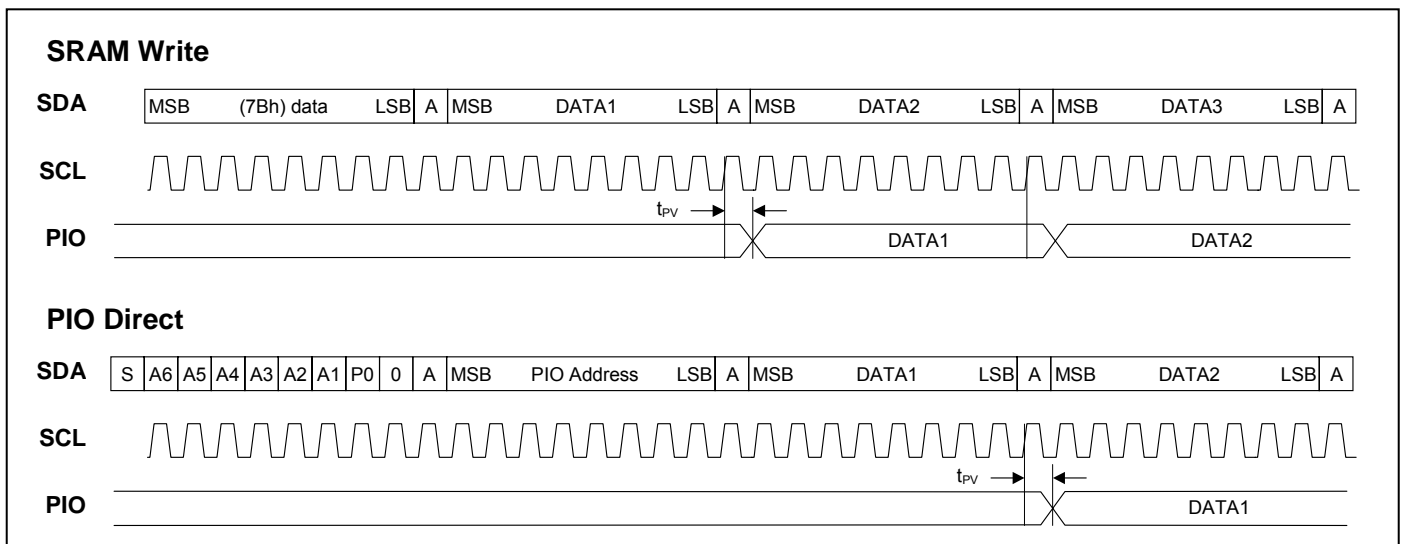 SRAM Write
SDA MSB (7Bh) data LSB A MSB DATA1 LSB A MSB DATA2 LSB A MSB DATA3 LSB A
SCL
tPV
PIO DATA1 DATA2
PIO Direct
SDA S A6 A5 A4 A3 A2 A1 P0 0 A MSB PIO Address LSB A MSB DATA1 LSB A MSB DATA2 LSB A
SCL
tPV
PIO DATA1